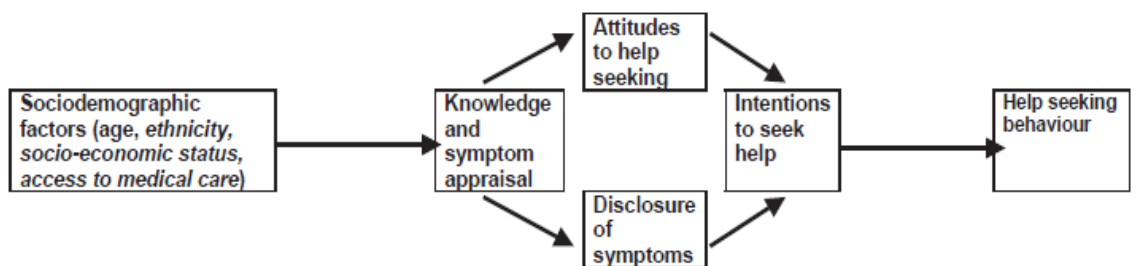 Sociodemographic
factors (age, ethnicity,
socio-economic status,
access to medical care)
Knowledge
and
symptom
appraisal
Attitudes
to help
seeking
Disclosure
of
symptoms
Intentions
to seek
help
Help seeking
behaviour